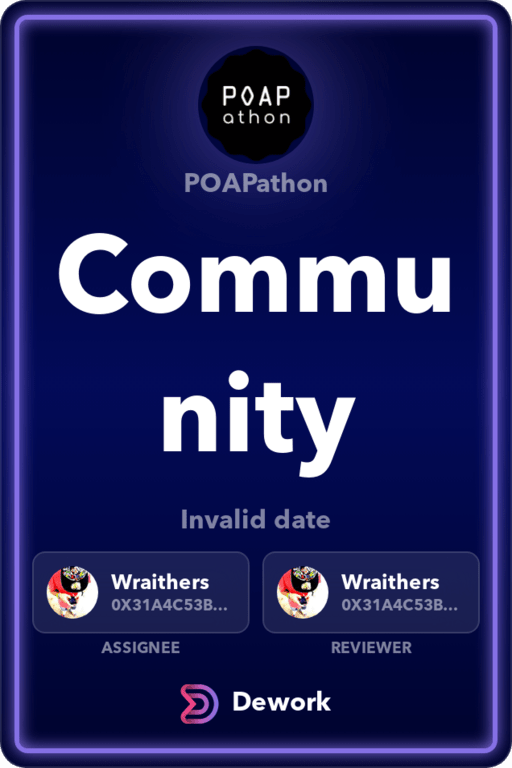 POAP
athon
POAPathon
Commu
nity
Invalid date
Wraithers
0X31A4C53B...
ASSIGNEE
Wraithers
0X31A4C53B...
REVIEWER
Dework